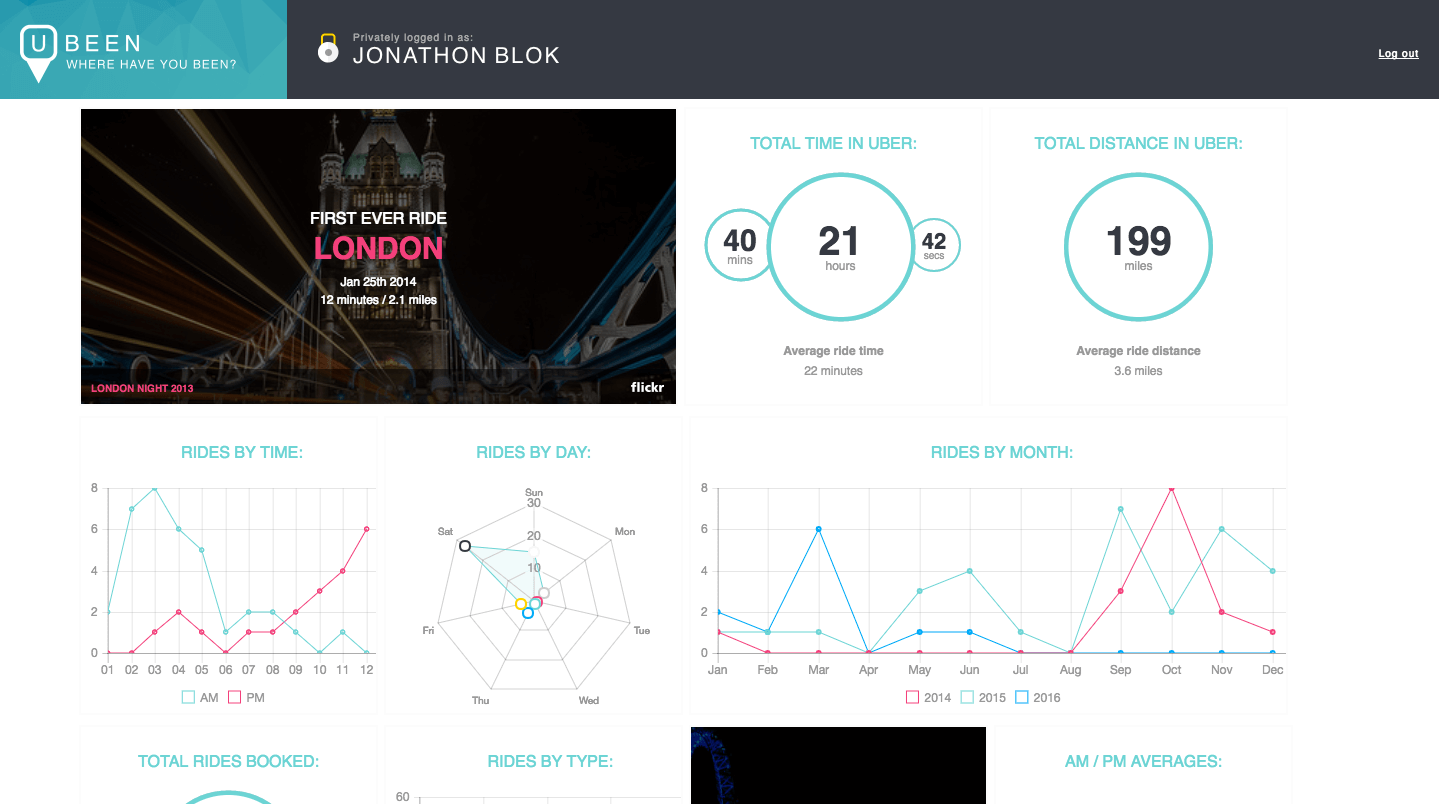 U BEEN
WHERE HAVE YOU BEEN?
Privately logged in as:
JONATHON BLOK
Log out
FIRST EVER RIDE
LONDON
Jan 25th 2014
12 minutes / 2.1 miles
LONDON NIGHT 2013
flickr
TOTAL TIME IN UBER:
40
mins
21
hours
42
secs
Average ride time
22 minutes
TOTAL DISTANCE IN UBER:
199
miles
Average ride distance
3.6 miles
RIDES BY TIME:
8
6
4
2
0
01 02 03 04 05 06 07 08 09 10 11 12
AM PM
RIDES BY DAY:
Sun
30
Sat
Mon
20
10
Fri
Tue
Thu
Wed
RIDES BY MONTH:
8
6
4
2
0
Jan Feb Mar Apr May Jun Jul Aug Sep Oct Nov Dec
2014 2015 2016
TOTAL RIDES BOOKED:
RIDES BY TYPE:
60
AM / PM AVERAGES: